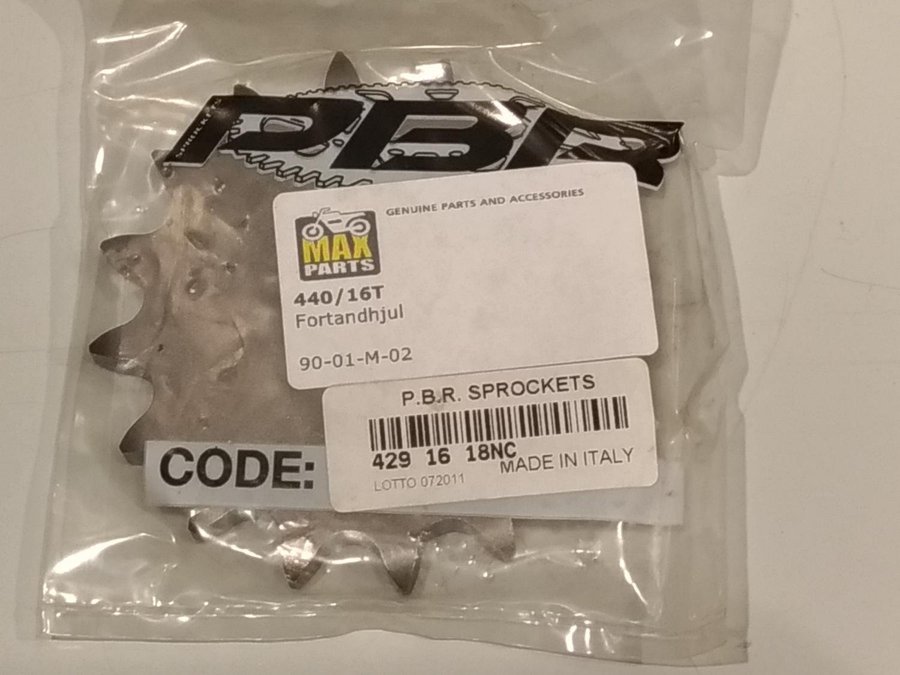 SPROCKETS
PBR
GENUINE PARTS AND ACCESSORIES
MAX
PARTS
440/16T
Fortandhjul
90-01-M-02
P.B.R. SPROCKETS
429 16 18NC
MADE IN ITALY
LOTTO 072011
CODE: